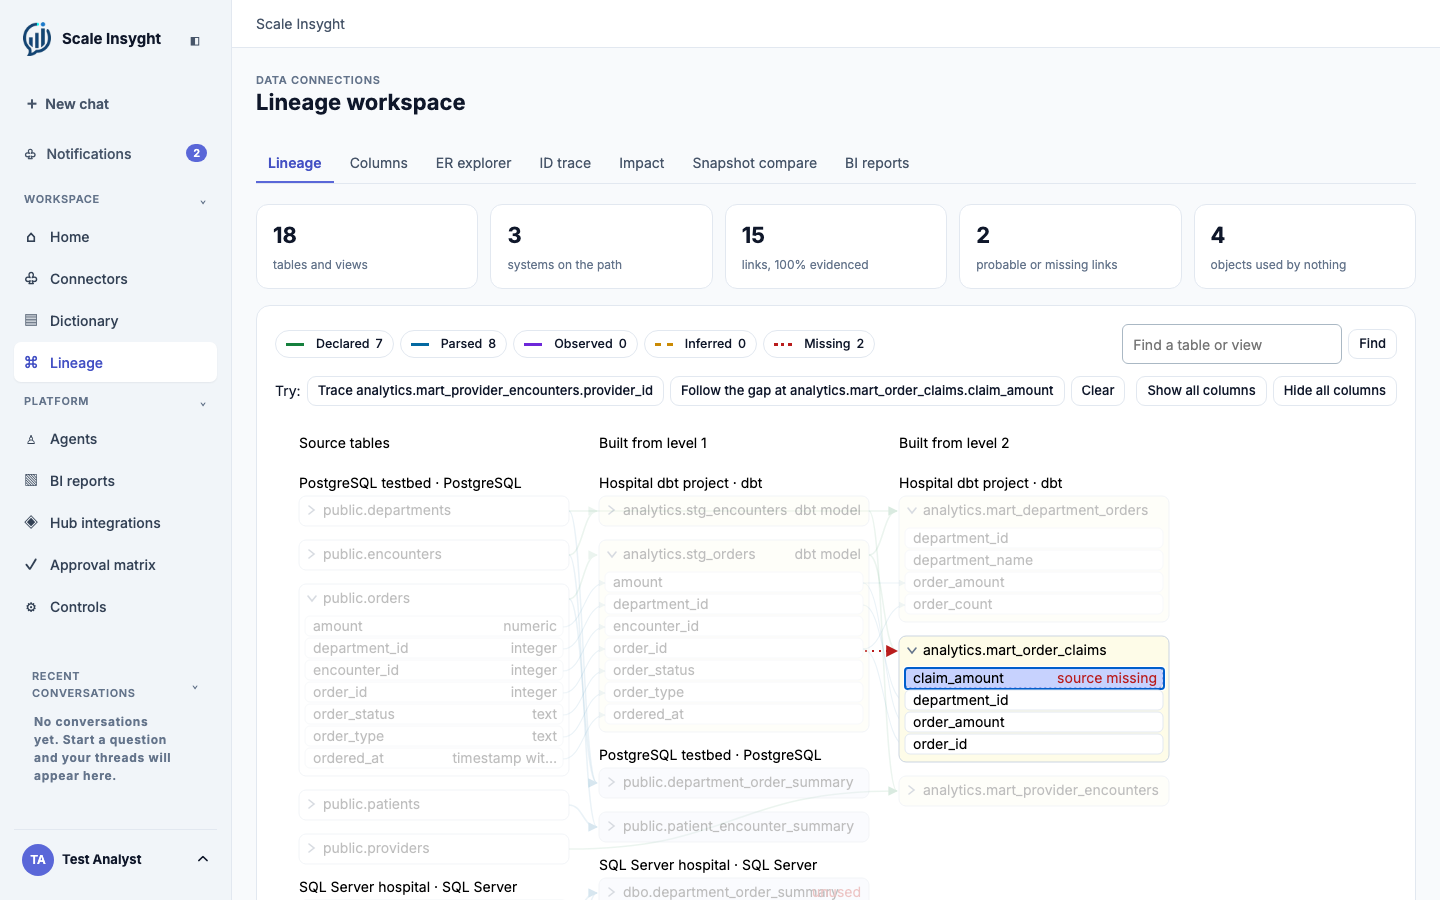 Scale Insyght
New chat
Notifications 2
WORKSPACE
Home
Connectors
Dictionary
Lineage
PLATFORM
Agents
BI reports
Hub integrations
Approval matrix
Controls
RECENT
CONVERSATIONS
No conversations
yet. Start a question
and your threads will
appear here.
TA Test Analyst
Scale Insyght
DATA CONNECTIONS
Lineage workspace
Lineage Columns ER explorer ID trace Impact Snapshot compare BI reports
18
tables and views
3
systems on the path
15
links, 100% evidenced
2
probable or missing links
4
objects used by nothing
Declared 7 Parsed 8 Observed 0 Inferred 0 Missing 2 Find a table or view Find
Try: Trace analytics.mart_provider_encounters.provider_id Follow the gap at analytics.mart_order_claims.claim_amount Clear Show all columns Hide all columns
Source tables
PostgreSQL testbed · PostgreSQL
public.departments
public.encounters
public.orders
amount numeric
department_id integer
encounter_id integer
order_id integer
order_status text
order_type text
ordered_at timestamp wit...
public.patients
public.providers
SQL Server hospital · SQL Server
Built from level 1
Hospital dbt project · dbt
analytics.stg_encounters dbt model
analytics.stg_orders dbt model
amount
department_id
encounter_id
order_id
order_status
order_type
ordered_at
PostgreSQL testbed · PostgreSQL
public.department_order_summary
public.patient_encounter_summary
SQL Server hospital · SQL Server
dbo.department_order_summary unused
Built from level 2
Hospital dbt project · dbt
analytics.mart_department_orders
department_id
department_name
order_amount
order_count
analytics.mart_order_claims
claim_amount source missing
department_id
order_amount
order_id
analytics.mart_provider_encounters